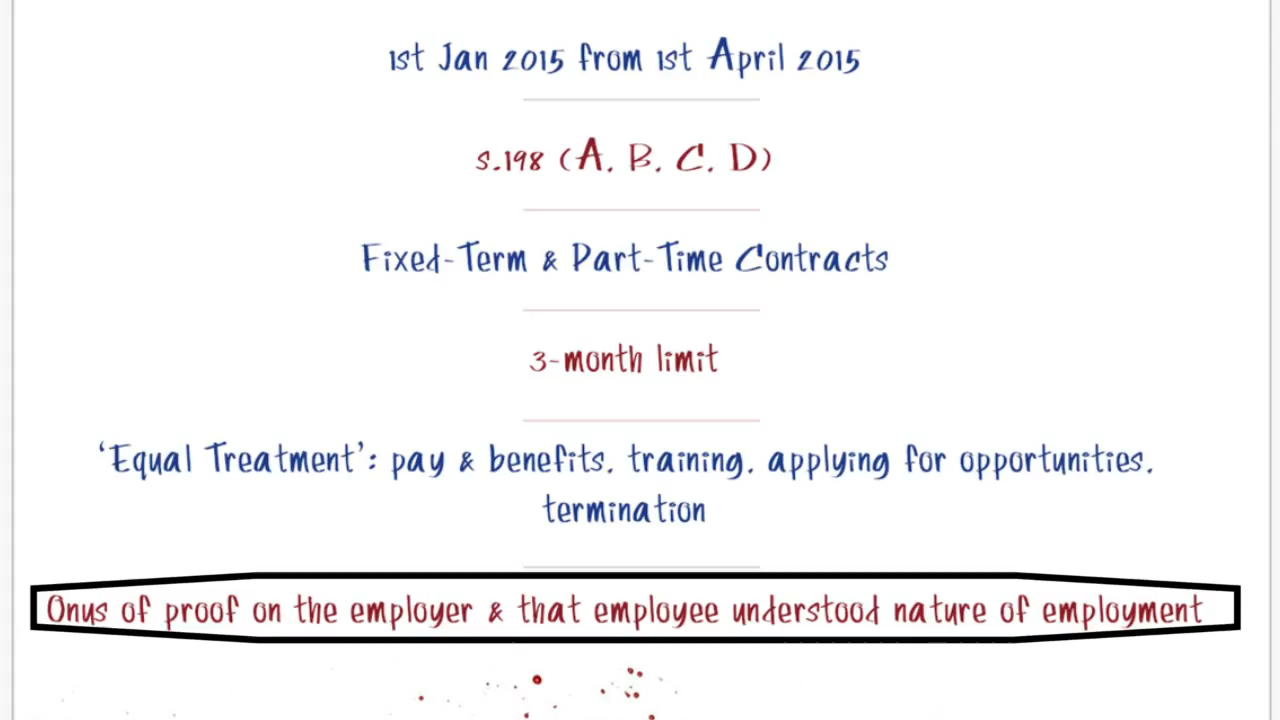 1st Jan 2015 from 1st April 2015
S.198 (A, B, C, D)
Fixed-Term & Part-Time Contracts
3-month limit
‘Equal Treatment’: pay & benefits, training, applying for opportunities,
termination
Onus of proof on the employer & that employee understood nature of employment